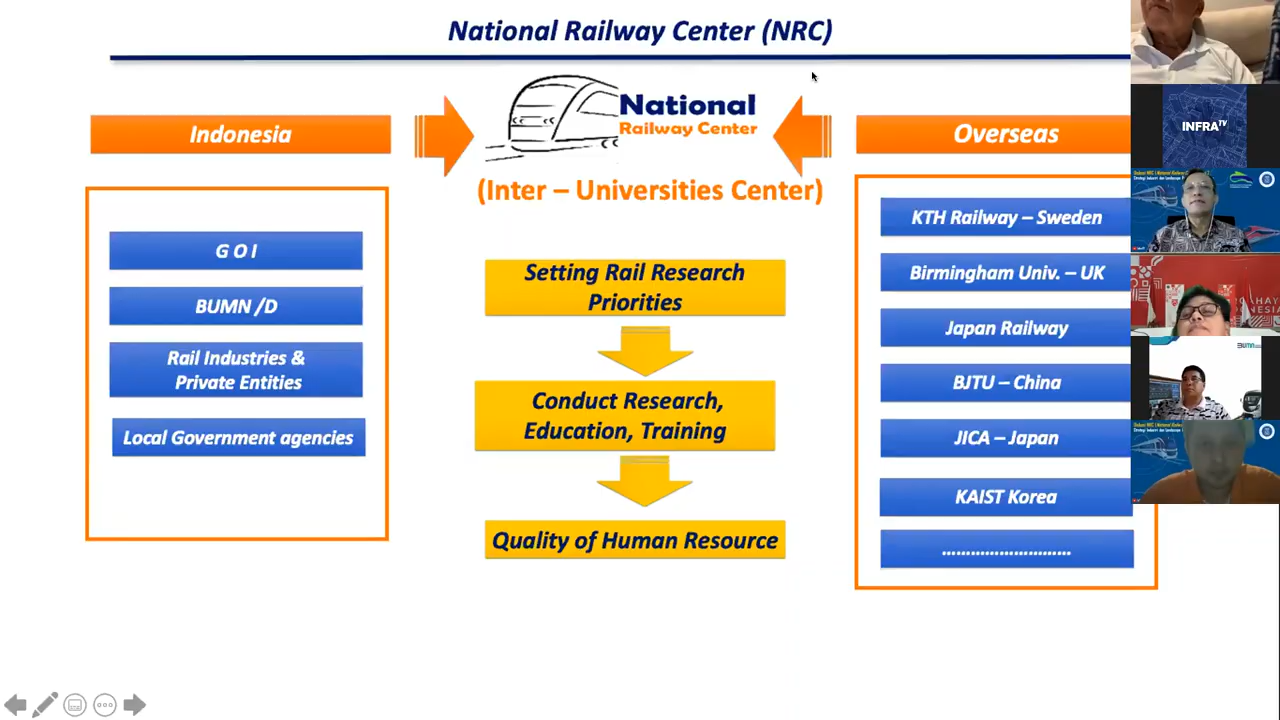 National Railway Center (NRC)
Indonesia
National
Railway Center
Overseas
(Inter – Universities Center)
G O I
BUMN /D
Rail Industries &
Private Entities
Local Government agencies
Setting Rail Research
Priorities
Conduct Research,
Education, Training
Quality of Human Resource
KTH Railway – Sweden
Birmingham Univ. – UK
Japan Railway
BJTU – China
JICA – Japan
KAIST Korea
..............................
INFRA TV